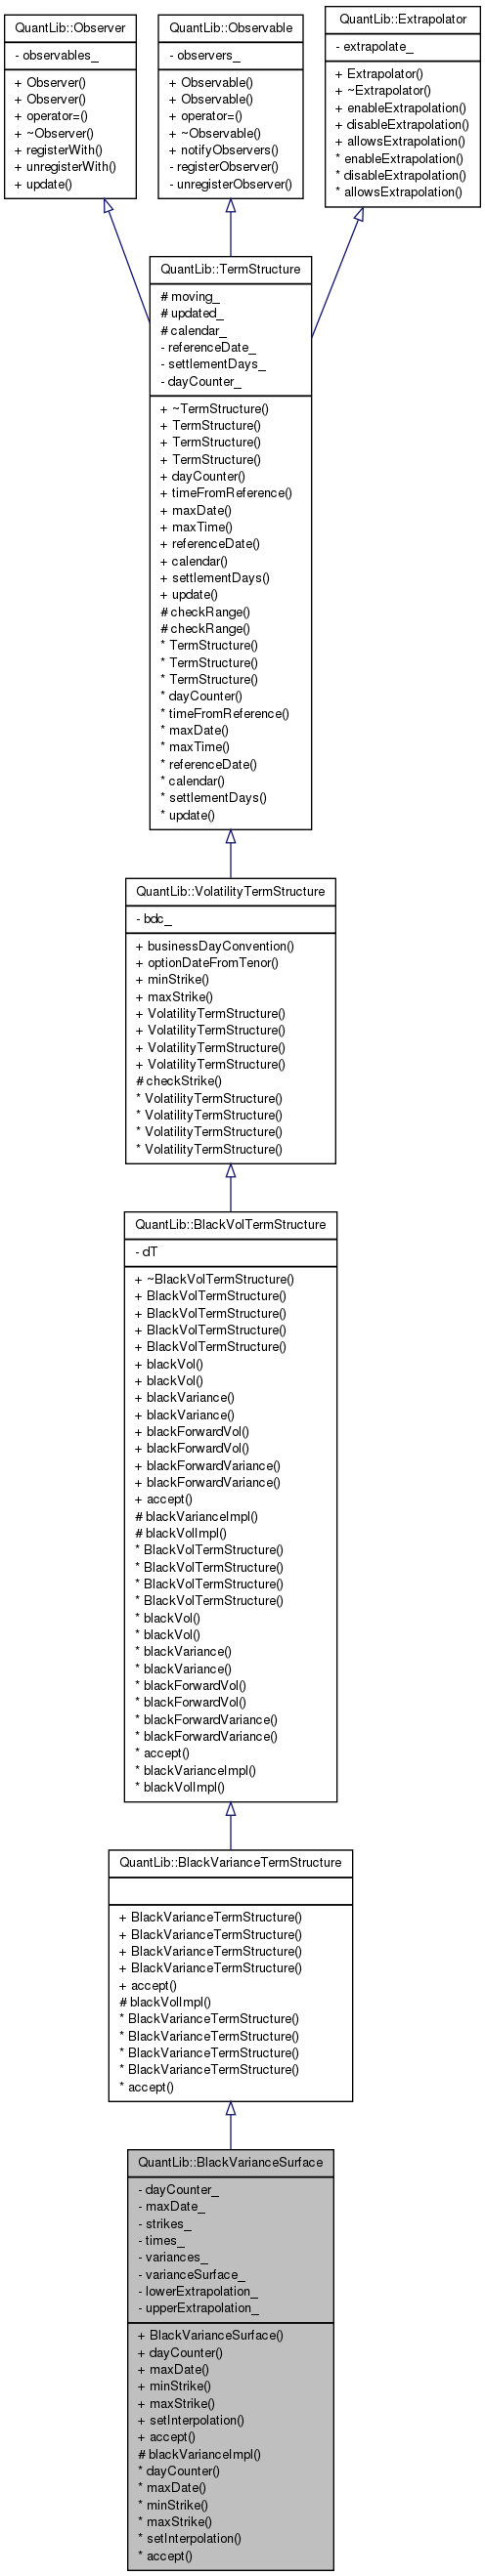 QuantLib::Observer
- observables_
+ Observer()
+ Observer()
+ operator=()
+ ~Observer()
+ registerWith()
+ unregisterWith()
+ update()
QuantLib::Observable
- observers_
+ Observable()
+ Observable()
+ operator=()
+ ~Observable()
+ notifyObservers()
- registerObserver()
- unregisterObserver()
QuantLib::Extrapolator
- extrapolate_
+ Extrapolator()
+ ~Extrapolator()
+ enableExtrapolation()
+ disableExtrapolation()
+ allowsExtrapolation()
* enableExtrapolation()
* disableExtrapolation()
* allowsExtrapolation()
QuantLib::TermStructure
# moving_
# updated_
# calendar_
- referenceDate_
- settlementDays_
- dayCounter_
+ ~TermStructure()
+ TermStructure()
+ TermStructure()
+ TermStructure()
+ dayCounter()
+ timeFromReference()
+ maxDate()
+ maxTime()
+ referenceDate()
+ calendar()
+ settlementDays()
+ update()
# checkRange()
# checkRange()
* TermStructure()
* TermStructure()
* TermStructure()
* dayCounter()
* timeFromReference()
* maxDate()
* maxTime()
* referenceDate()
* calendar()
* settlementDays()
* update()
QuantLib::VolatilityTermStructure
- bdc_
+ businessDayConvention()
+ optionDateFromTenor()
+ minStrike()
+ maxStrike()
+ VolatilityTermStructure()
+ VolatilityTermStructure()
+ VolatilityTermStructure()
+ VolatilityTermStructure()
# checkStrike()
* VolatilityTermStructure()
* VolatilityTermStructure()
* VolatilityTermStructure()
* VolatilityTermStructure()
QuantLib::BlackVolTermStructure
- dT
+ ~BlackVolTermStructure()
+ BlackVolTermStructure()
+ BlackVolTermStructure()
+ BlackVolTermStructure()
+ BlackVolTermStructure()
+ blackVol()
+ blackVol()
+ blackVariance()
+ blackVariance()
+ blackForwardVol()
+ blackForwardVol()
+ blackForwardVariance()
+ blackForwardVariance()
+ accept()
# blackVarianceImpl()
# blackVolImpl()
* BlackVolTermStructure()
* BlackVolTermStructure()
* BlackVolTermStructure()
* BlackVolTermStructure()
* blackVol()
* blackVol()
* blackVariance()
* blackVariance()
* blackForwardVol()
* blackForwardVol()
* blackForwardVariance()
* blackForwardVariance()
* accept()
* blackVarianceImpl()
* blackVolImpl()
QuantLib::BlackVarianceTermStructure
+ BlackVarianceTermStructure()
+ BlackVarianceTermStructure()
+ BlackVarianceTermStructure()
+ BlackVarianceTermStructure()
+ accept()
# blackVolImpl()
* BlackVarianceTermStructure()
* BlackVarianceTermStructure()
* BlackVarianceTermStructure()
* BlackVarianceTermStructure()
* accept()
QuantLib::BlackVarianceSurface
- dayCounter_
- maxDate_
- strikes_
- times_
- variances_
- varianceSurface_
- lowerExtrapolation_
- upperExtrapolation_
+ BlackVarianceSurface()
+ dayCounter()
+ maxDate()
+ minStrike()
+ maxStrike()
+ setInterpolation()
+ accept()
# blackVarianceImpl()
* dayCounter()
* maxDate()
* minStrike()
* maxStrike()
* setInterpolation()
* accept()